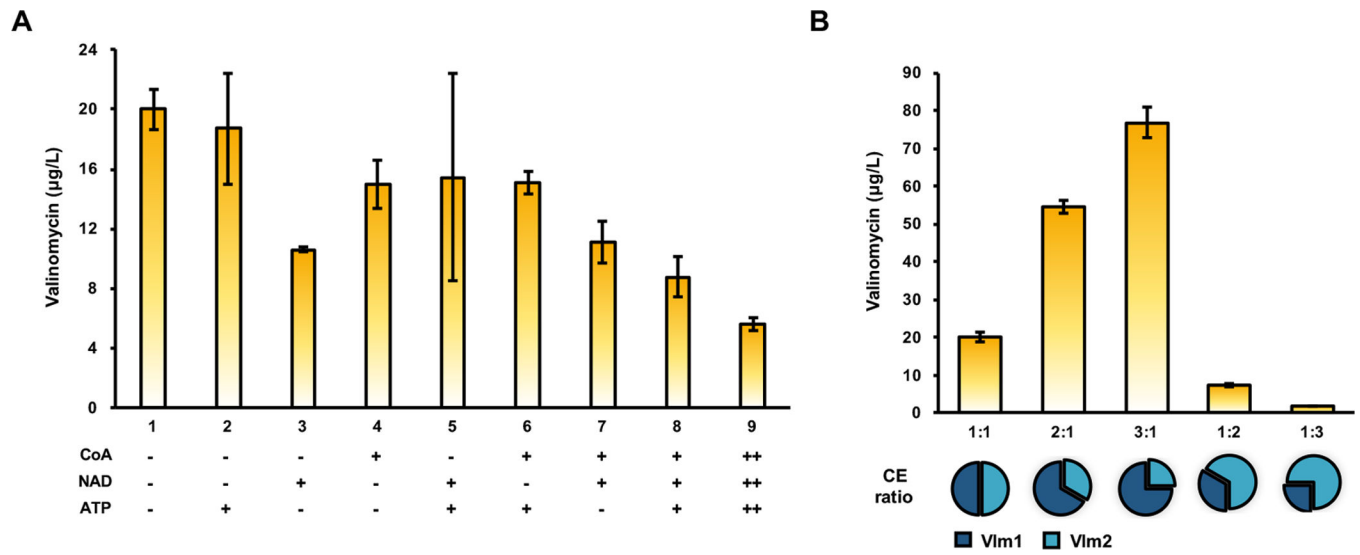 A
Valinomycin (µg/L)
24
20
16
12
8
4
0
1 2 3 4 5 6 7 8 9
CoA - - - + - + + + ++
NAD - - + - + - + + ++
ATP - + - - + + - + ++
B
Valinomycin (µg/L)
90
80
70
60
50
40
30
20
10
0
1:1 2:1 3:1 1:2 1:3
CE
ratio
Vlm1 Vlm2